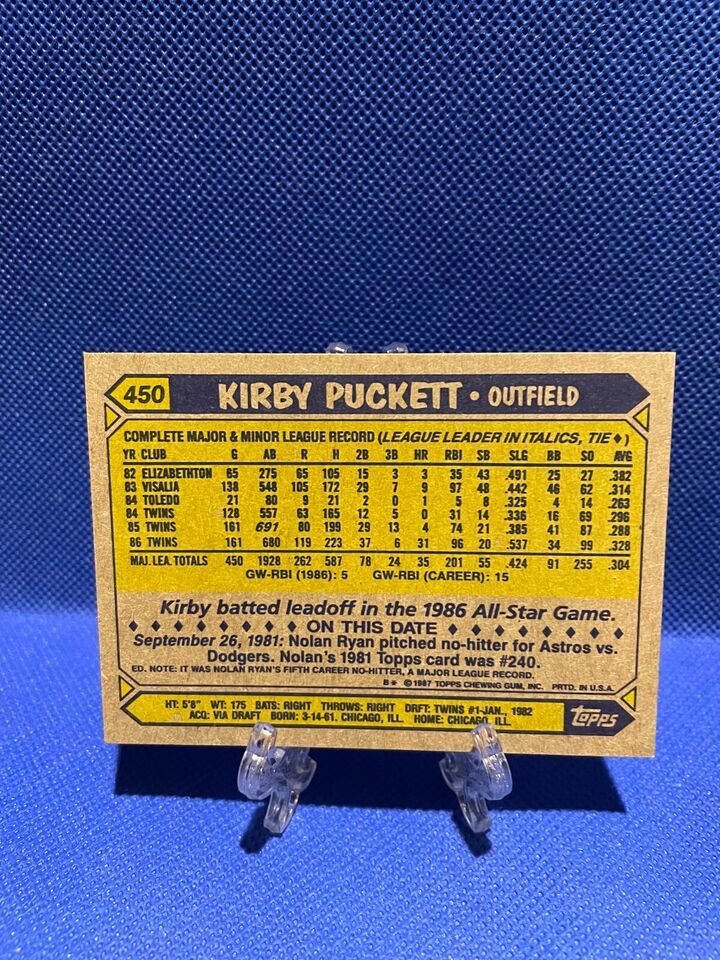 450 KIRBY PUCKETT • OUTFIELD
COMPLETE MAJOR & MINOR LEAGUE RECORD (LEAGUE LEADER IN ITALICS, TIE ♦)
YR CLUB G AB R H 2B 3B HR RBI SB SLG BB SO AVG
82 ELIZABETHTON 65 275 65 105 15 3 3 35 43 .491 25 27 .382
83 VISALIA 138 548 105 172 29 7 9 97 48 .442 46 62 .314
84 TOLEDO 21 80 9 21 2 0 1 5 8 .325 4 14 .263
84 TWINS 128 557 63 165 12 5 0 31 14 .336 16 69 .296
85 TWINS 161 691 80 199 29 13 4 74 21 .385 41 87 .288
86 TWINS 161 680 119 223 37 6 31 96 20 .537 34 99 .328
MAJ. LEA. TOTALS 450 1928 262 587 78 24 35 201 55 .424 91 255 .304
GW-RBI (1986): 5 GW-RBI (CAREER): 15
Kirby batted leadoff in the 1986 All-Star Game.
♦ ♦ ♦ ♦ ♦ ♦ ♦ ON THIS DATE ♦ ♦ ♦ ♦ ♦ ♦ ♦
September 26, 1981: Nolan Ryan pitched no-hitter for Astros vs.
Dodgers. Nolan's 1981 Topps card was #240.
ED. NOTE: IT WAS NOLAN RYAN'S FIFTH CAREER NO-HITTER, A MAJOR LEAGUE RECORD.
B* © 1987 TOPPS CHEWING GUM, INC. PRTD. IN U.S.A.
HT: 5'8" WT: 175 BATS: RIGHT THROWS: RIGHT DRFT: TWINS #1-JAN., 1982
ACQ: VIA DRAFT BORN: 3-14-61, CHICAGO, ILL. HOME: CHICAGO, ILL.
topps